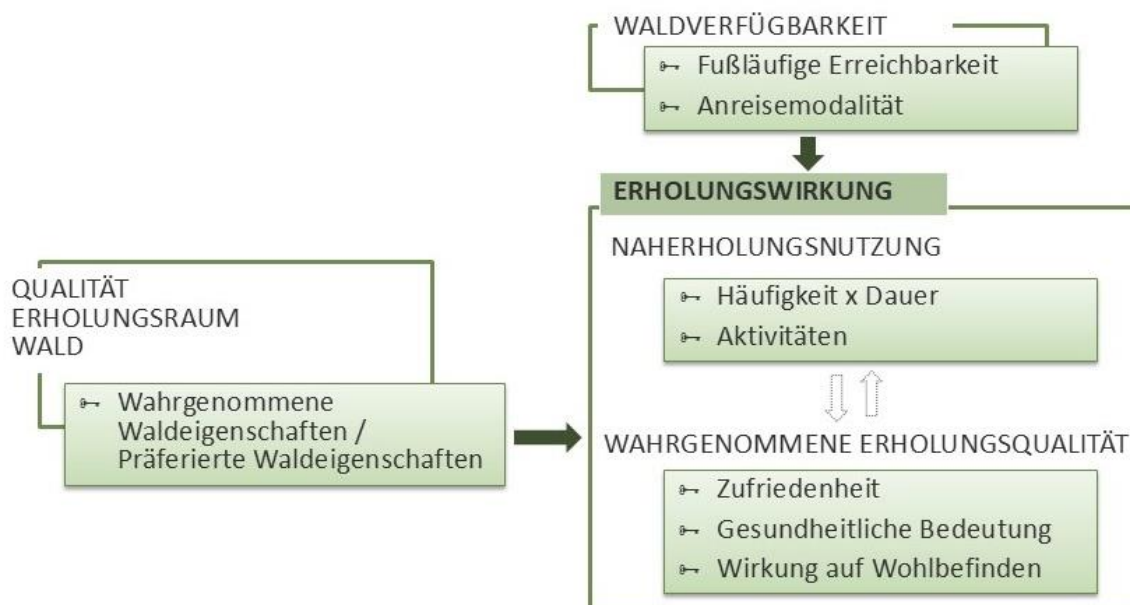 WALDVERFÜGBARKEIT
Fußläufige Erreichbarkeit
Anreisemodalität
ERHOLUNGSWIRKUNG
NAHERHOLUNGSNUTZUNG
Häufigkeit x Dauer
Aktivitäten
QUALITÄT
ERHOLUNGSRAUM
WALD
Wahrgenommene
Waldeigenschaften /
Präferierte Waldeigenschaften
WAHRGENOMMENE ERHOLUNGSQUALITÄT
Zufriedenheit
Gesundheitliche Bedeutung
Wirkung auf Wohlbefinden